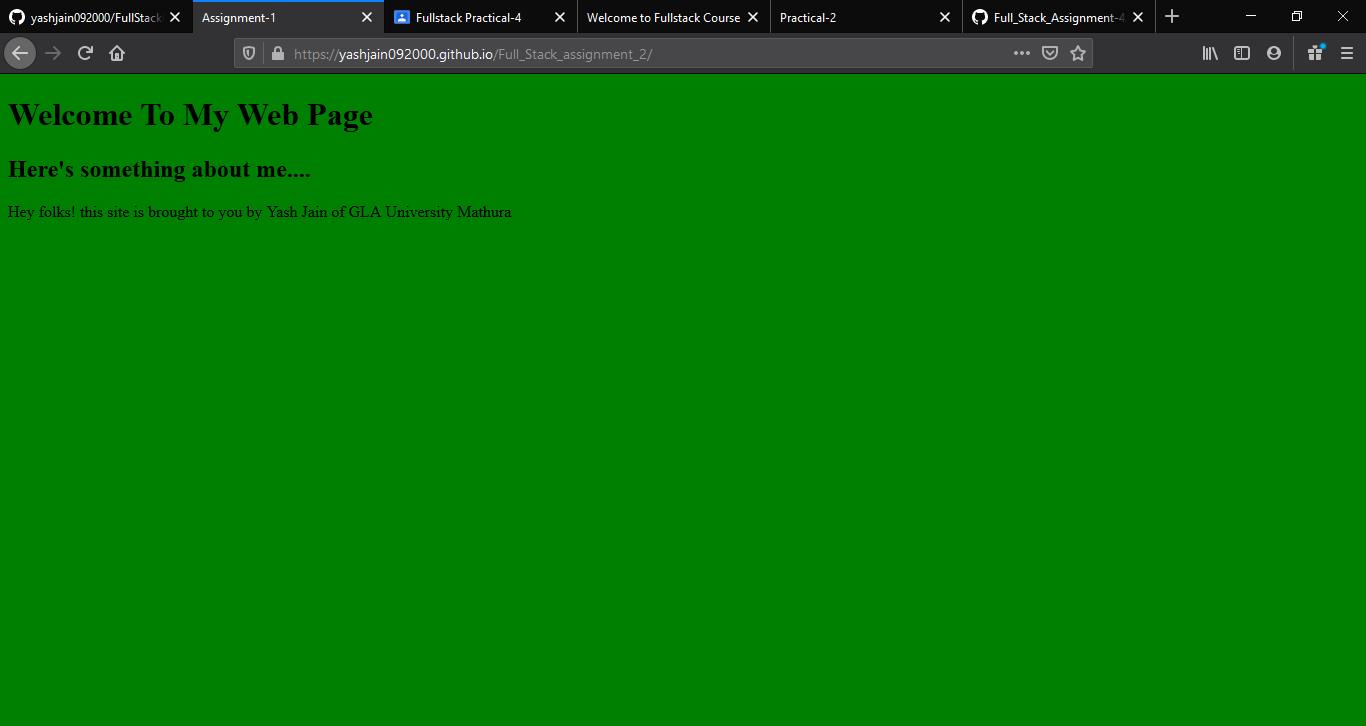 yashjain092000/FullStack
Assignment-1
Fullstack Practical-4
Welcome to Fullstack Course
Practical-2
Full_Stack_Assignment-4
https://yashjain092000.github.io/Full_Stack_assignment_2/
Welcome To My Web Page
Here's something about me....
Hey folks! this site is brought to you by Yash Jain of GLA University Mathura